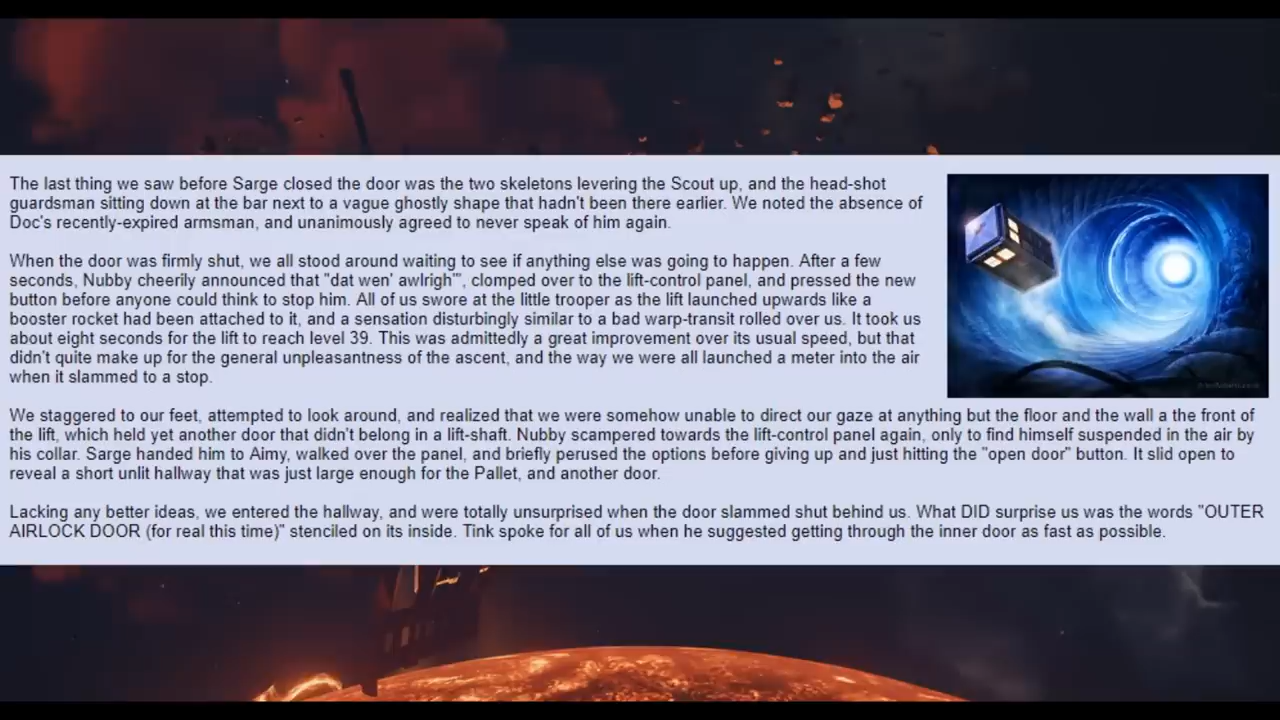 The last thing we saw before Sarge closed the door was the two skeletons levering the Scout up, and the head-shot
guardsman sitting down at the bar next to a vague ghostly shape that hadn't been there earlier. We noted the absence of
Doc's recently-expired armsman, and unanimously agreed to never speak of him again.
When the door was firmly shut, we all stood around waiting to see if anything else was going to happen. After a few
seconds, Nubby cheerily announced that "dat wen' awlrigh'", clomped over to the lift-control panel, and pressed the new
button before anyone could think to stop him. All of us swore at the little trooper as the lift launched upwards like a
booster rocket had been attached to it, and a sensation disturbingly similar to a bad warp-transit rolled over us. It took us
about eight seconds for the lift to reach level 39. This was admittedly a great improvement over its usual speed, but that
didn't quite make up for the general unpleasantness of the ascent, and the way we were all launched a meter into the air
when it slammed to a stop.
We staggered to our feet, attempted to look around, and realized that we were somehow unable to direct our gaze at anything but the floor and the wall a the front of
the lift, which held yet another door that didn't belong in a lift-shaft. Nubby scampered towards the lift-control panel again, only to find himself suspended in the air by
his collar. Sarge handed him to Aimy, walked over the panel, and briefly perused the options before giving up and just hitting the "open door" button. It slid open to
reveal a short unlit hallway that was just large enough for the Pallet, and another door.
Lacking any better ideas, we entered the hallway, and were totally unsurprised when the door slammed shut behind us. What DID surprise us was the words "OUTER
AIRLOCK DOOR (for real this time)" stenciled on its inside. Tink spoke for all of us when he suggested getting through the inner door as fast as possible.